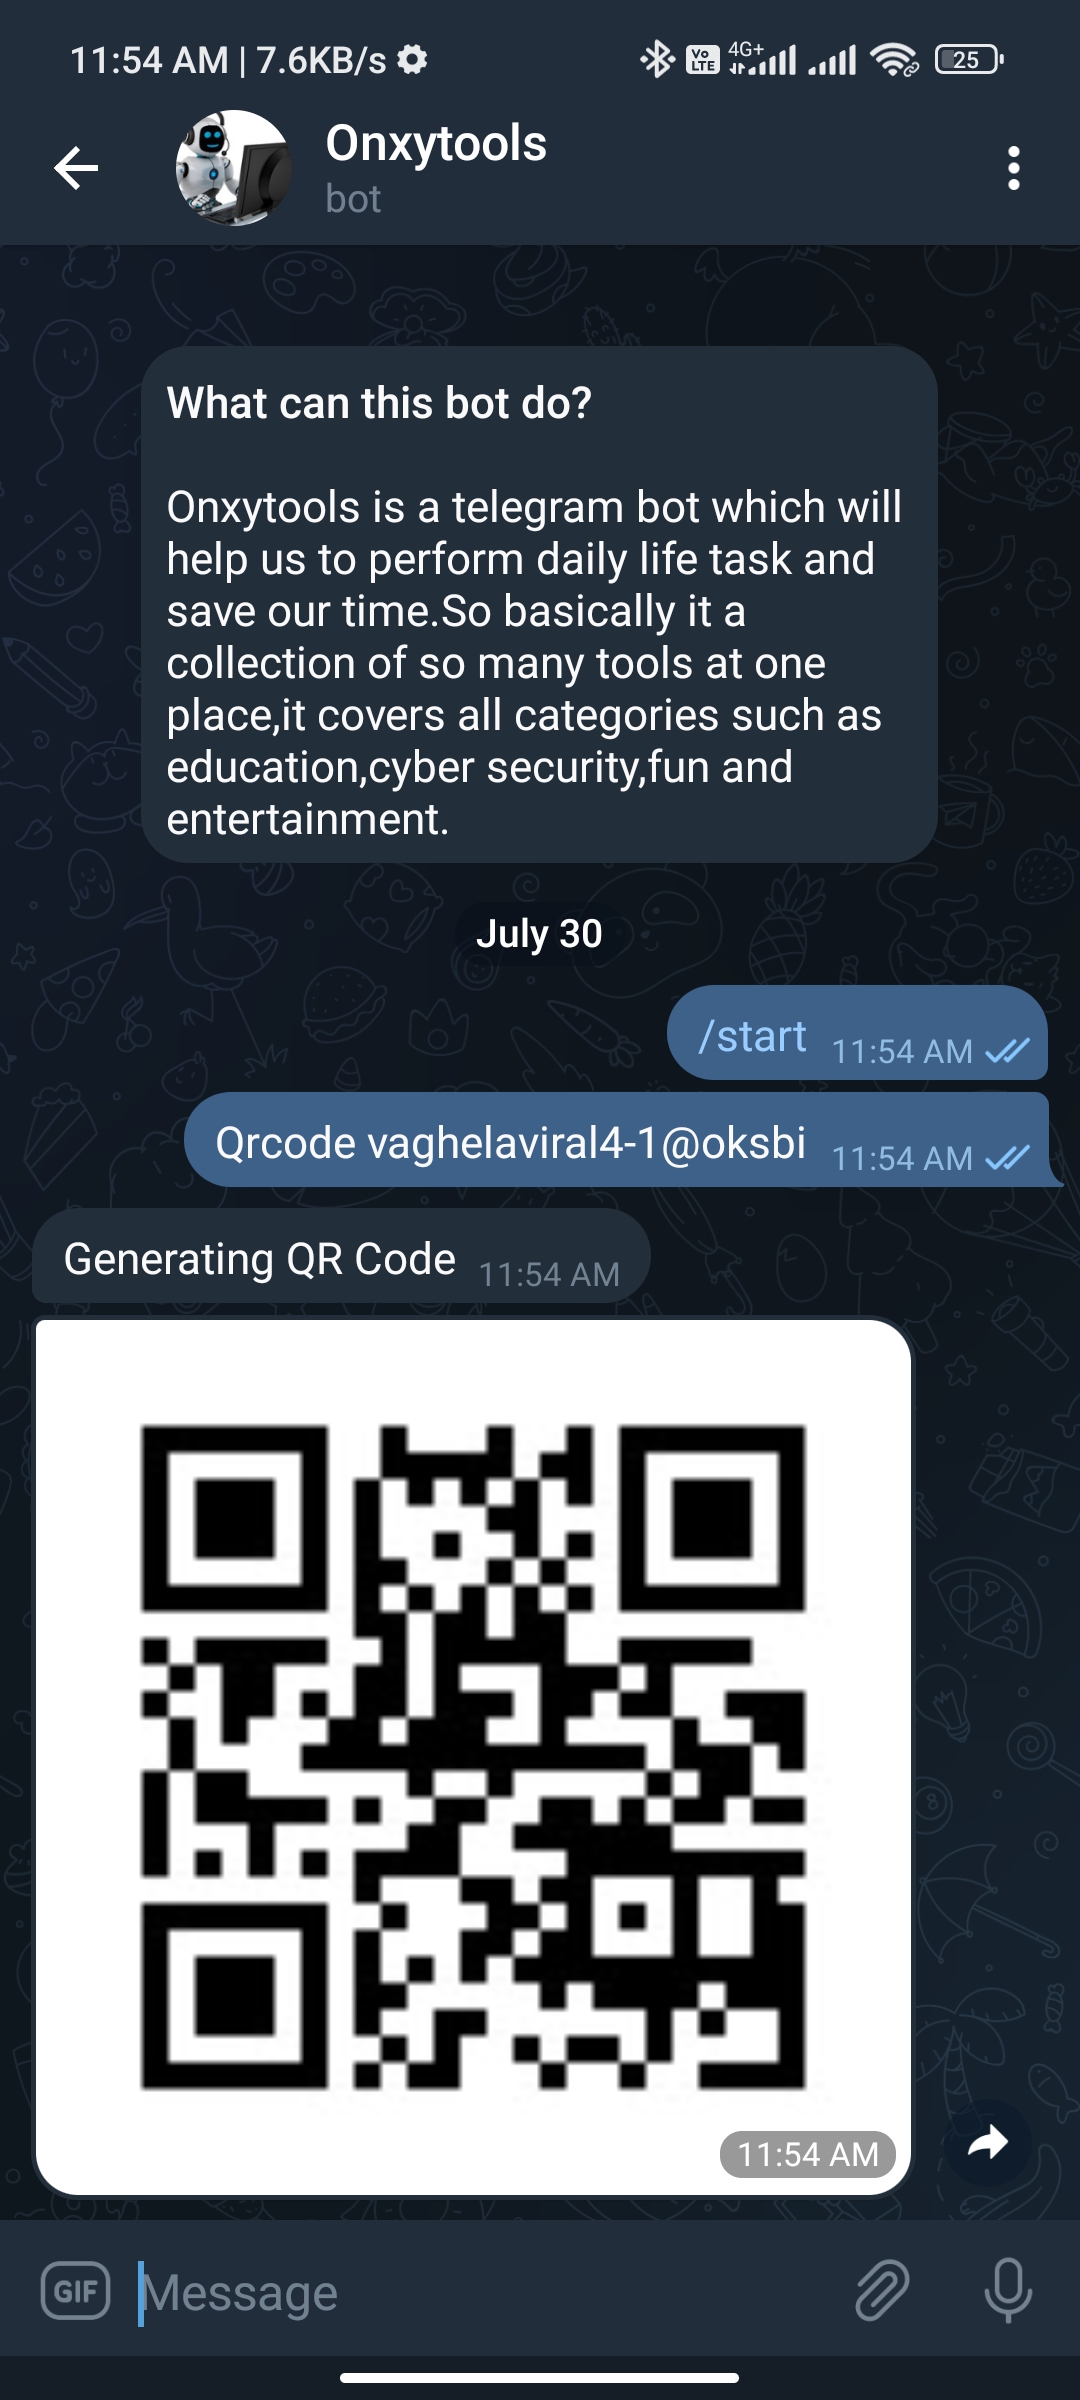 11:54 AM | 7.6KB/s
Vo LTE
4G+
25
Onxytools
bot
What can this bot do?
Onxytools is a telegram bot which will
help us to perform daily life task and
save our time.So basically it a
collection of so many tools at one
place,it covers all categories such as
education,cyber security,fun and
entertainment.
July 30
/start 11:54 AM
Qrcode vaghelaviral4-1@oksbi 11:54 AM
Generating QR Code 11:54 AM
11:54 AM
GIF Message